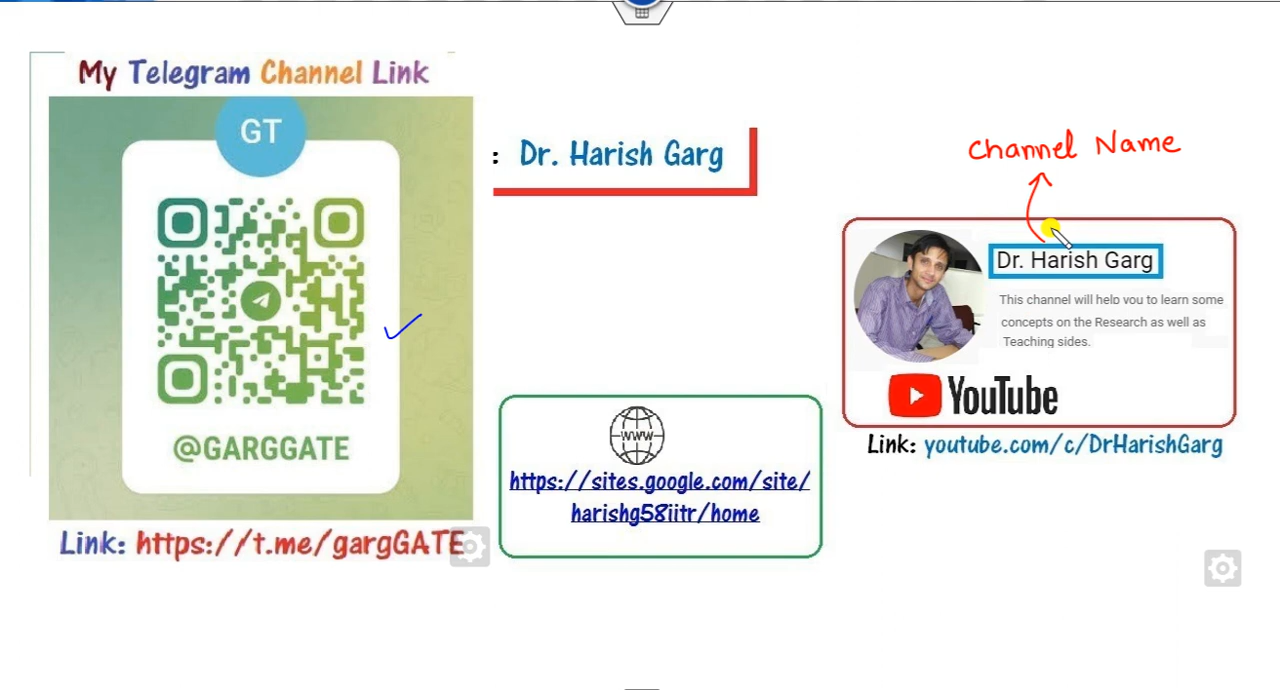 My Telegram Channel Link
GT
@GARGGATE
Link: https://t.me/gargGATE
: Dr. Harish Garg
www
https://sites.google.com/site/
harishg58iitr/home
Channel Name
Dr. Harish Garg
This channel will help you to learn some
concepts on the Research as well as
Teaching sides.
YouTube
Link: youtube.com/c/DrHarishGarg